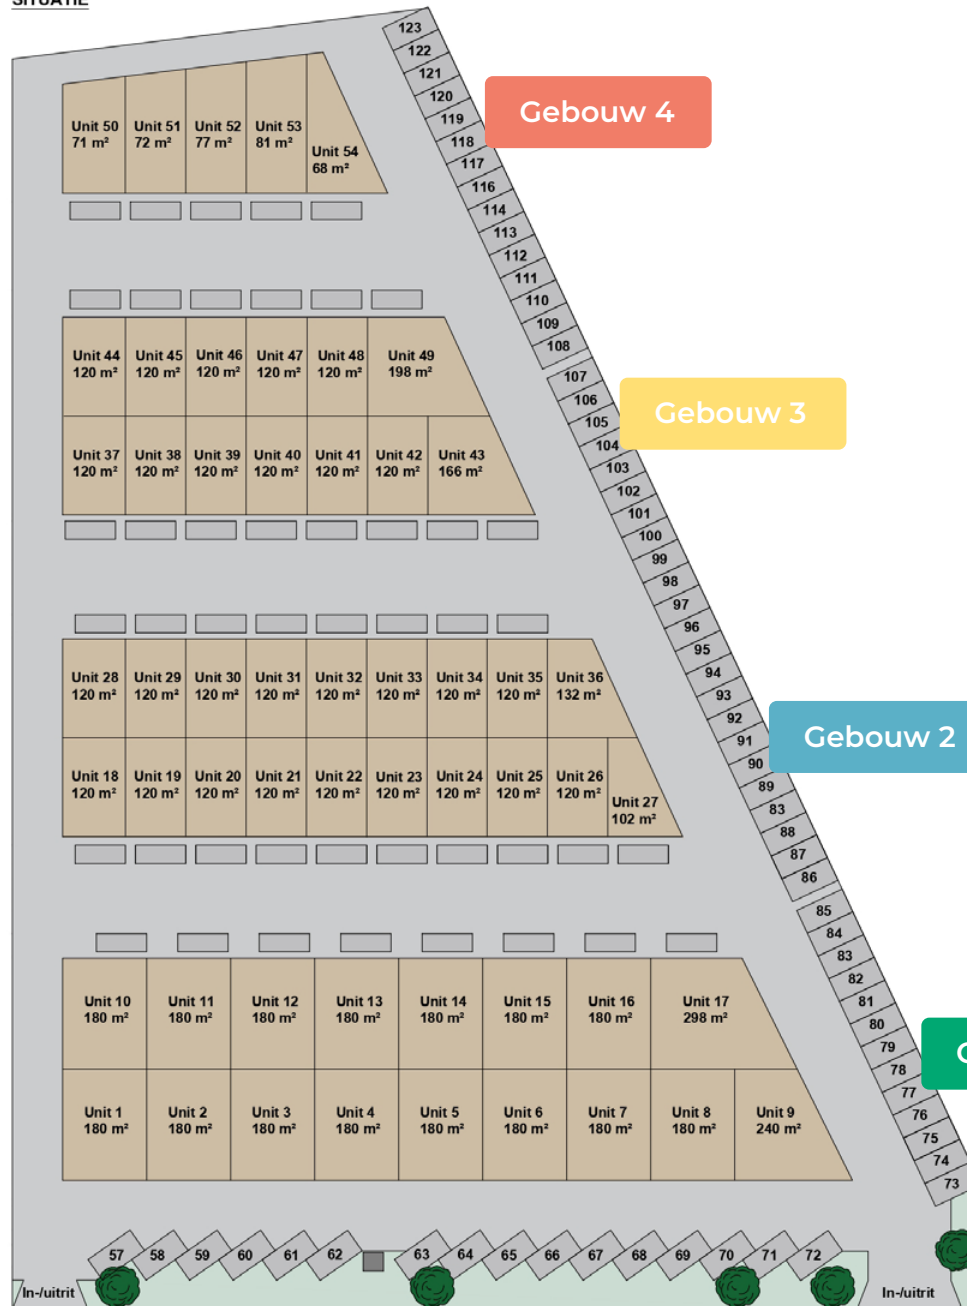 SITUATIE
123
122
121
120
119
118
117
116
114
113
112
111
110
109
108
107
106
105
104
103
102
101
100
99
98
97
96
95
94
93
92
91
90
89
83
88
87
86
85
84
83
82
81
80
79
78
77
76
75
74
73
Gebouw 4
Gebouw 3
Gebouw 2
G
Unit 50
71 m²
Unit 51
72 m²
Unit 52
77 m²
Unit 53
81 m²
Unit 54
68 m²
Unit 44
120 m²
Unit 45
120 m²
Unit 46
120 m²
Unit 47
120 m²
Unit 48
120 m²
Unit 49
198 m²
Unit 37
120 m²
Unit 38
120 m²
Unit 39
120 m²
Unit 40
120 m²
Unit 41
120 m²
Unit 42
120 m²
Unit 43
166 m²
Unit 28
120 m²
Unit 29
120 m²
Unit 30
120 m²
Unit 31
120 m²
Unit 32
120 m²
Unit 33
120 m²
Unit 34
120 m²
Unit 35
120 m²
Unit 36
132 m²
Unit 18
120 m²
Unit 19
120 m²
Unit 20
120 m²
Unit 21
120 m²
Unit 22
120 m²
Unit 23
120 m²
Unit 24
120 m²
Unit 25
120 m²
Unit 26
120 m²
Unit 27
102 m²
Unit 10
180 m²
Unit 11
180 m²
Unit 12
180 m²
Unit 13
180 m²
Unit 14
180 m²
Unit 15
180 m²
Unit 16
180 m²
Unit 17
298 m²
Unit 1
180 m²
Unit 2
180 m²
Unit 3
180 m²
Unit 4
180 m²
Unit 5
180 m²
Unit 6
180 m²
Unit 7
180 m²
Unit 8
180 m²
Unit 9
240 m²
57
58
59
60
61
62
63
64
65
66
67
68
69
70
71
72
In-/uitrit
In-/uitrit